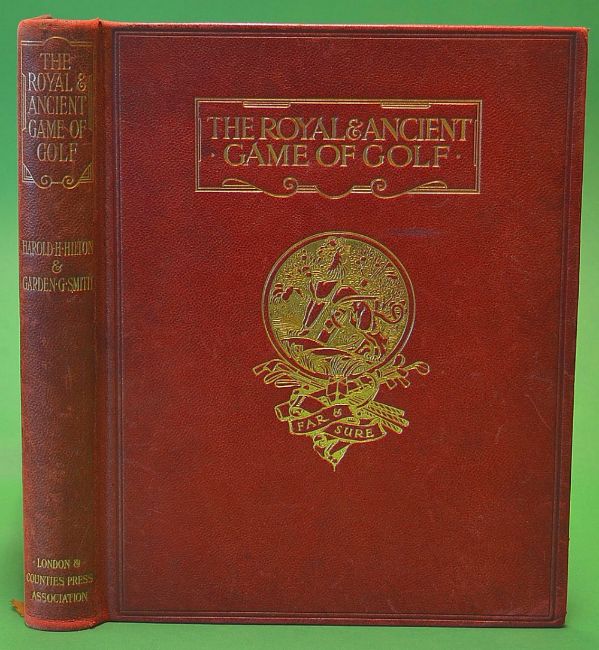 THE
ROYAL &
ANCIENT
GAME OF
GOLF
HAROLD·H·HILTON
&
GARDEN·G·SMITH
·LONDON &
COUNTIES PRESS
ASSOCIATION·
THE ROYAL & ANCIENT
·GAME OF GOLF·
FAR &
SURE